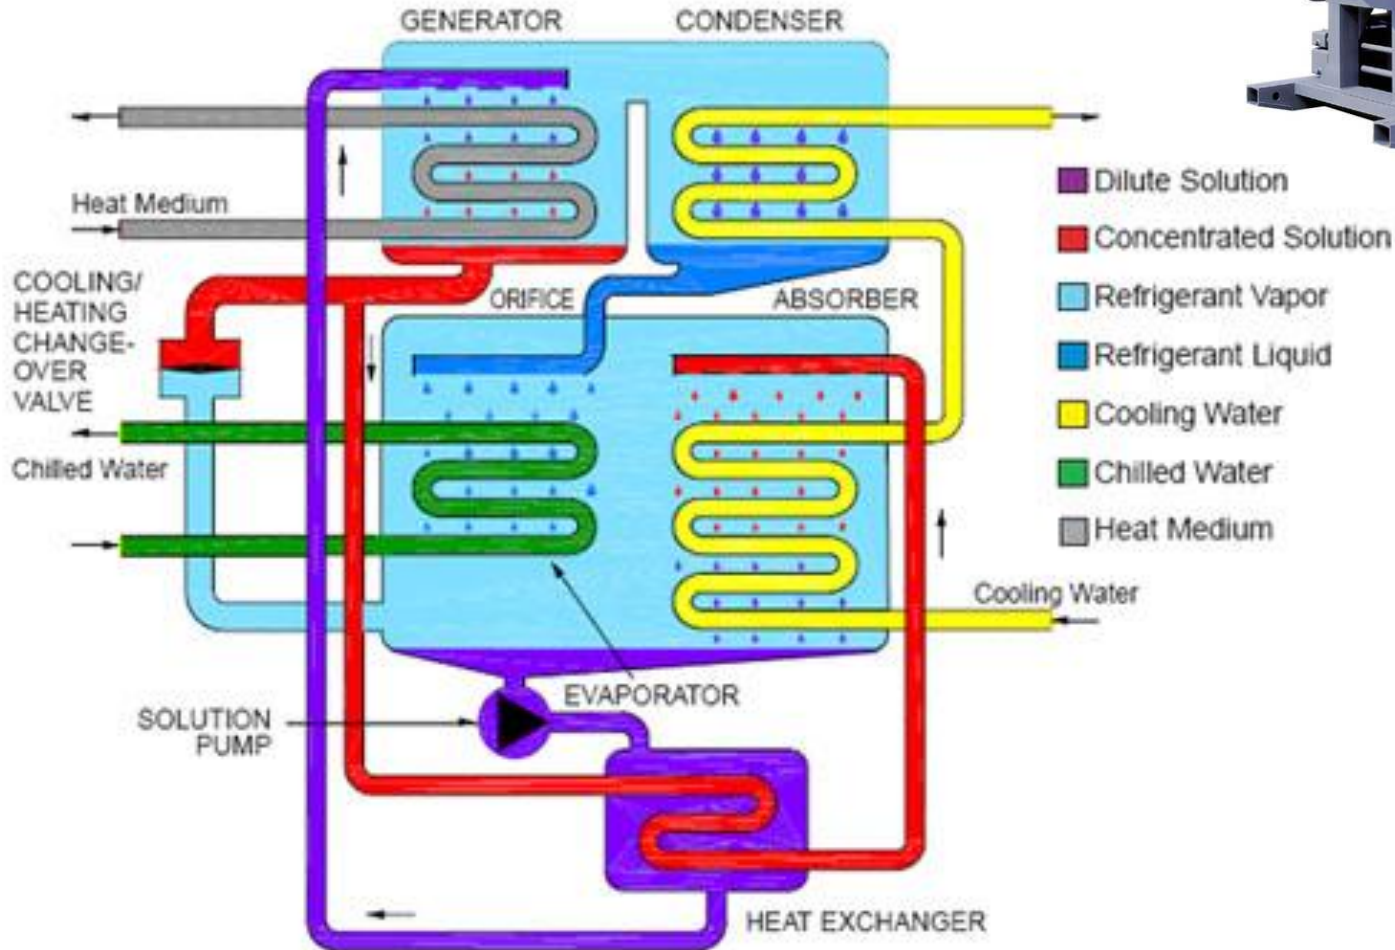 GENERATOR
CONDENSER
Heat Medium
COOLING/
HEATING
CHANGE-
OVER
VALVE
ORIFICE
ABSORBER
Chilled Water
Cooling Water
EVAPORATOR
SOLUTION
PUMP
HEAT EXCHANGER
Dilute Solution
Concentrated Solution
Refrigerant Vapor
Refrigerant Liquid
Cooling Water
Chilled Water
Heat Medium